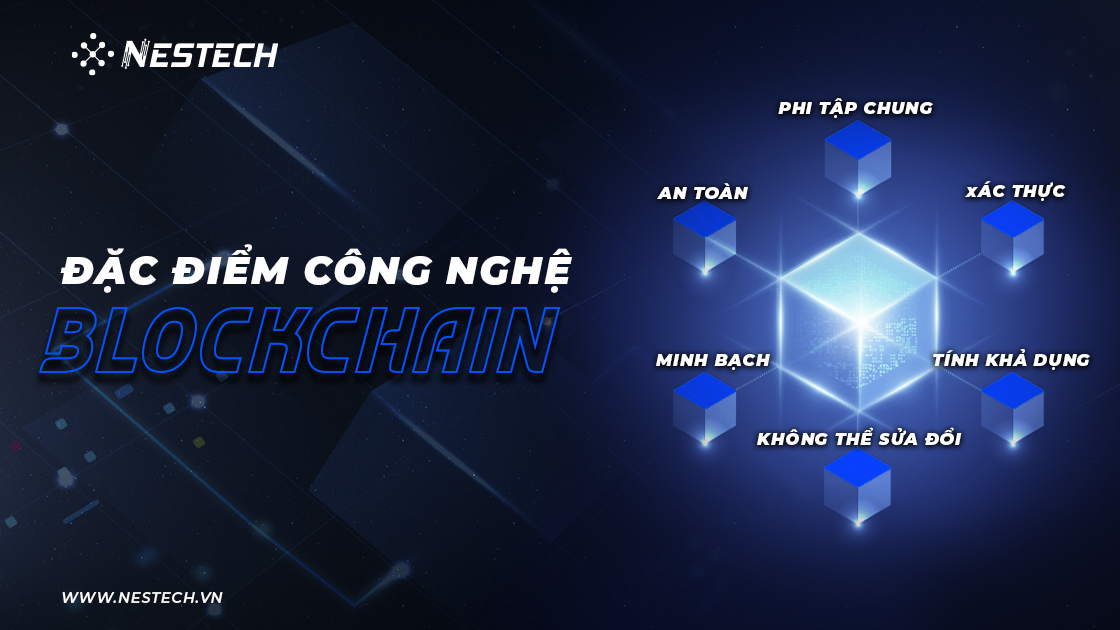 NESTECH
ĐẶC ĐIỂM CÔNG NGHỆ
BLOCKCHAIN
PHI TẬP CHUNG
AN TOÀN
XÁC THỰC
MINH BẠCH
TÍNH KHẢ DỤNG
KHÔNG THỂ SỬA ĐỔI
WWW.NESTECH.VN